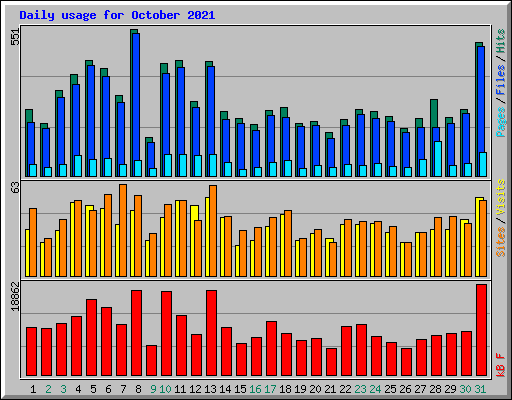 Daily usage for October 2021
551
Pages / Files / Hits
63
Sites / Visits
18862
kB F
1 2 3 4 5 6 7 8 9 10 11 12 13 14 15 16 17 18 19 20 21 22 23 24 25 26 27 28 29 30 31